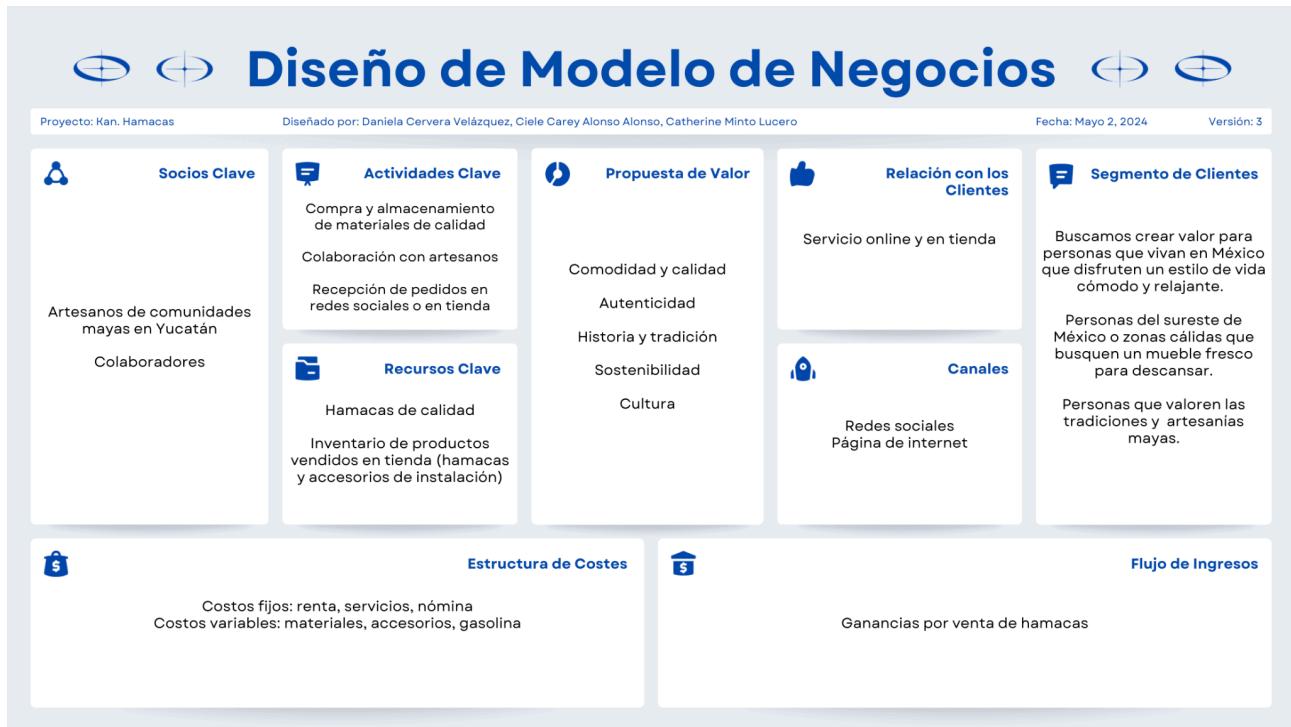 Diseño de Modelo de Negocios
Proyecto: Kan. Hamacas
Diseñado por: Daniela Cervera Velázquez, Ciele Carey Alonso Alonso, Catherine Minto Lucero
Fecha: Mayo 2, 2024
Versión: 3
Socios Clave
Artesanos de comunidades
mayas en Yucatán
Colaboradores
Actividades Clave
Compra y almacenamiento
de materiales de calidad
Colaboración con artesanos
Recepción de pedidos en
redes sociales o en tienda
Recursos Clave
Hamacas de calidad
Inventario de productos
vendidos en tienda (hamacas
y accesorios de instalación)
Propuesta de Valor
Comodidad y calidad
Autenticidad
Historia y tradición
Sostenibilidad
Cultura
Relación con los
Clientes
Servicio online y en tienda
Canales
Redes sociales
Página de internet
Segmento de Clientes
Buscamos crear valor para
personas que vivan en México
que disfruten un estilo de vida
cómodo y relajante.
Personas del sureste de
México o zonas cálidas que
busquen un mueble fresco
para descansar.
Personas que valoren las
tradiciones y artesanías
mayas.
Estructura de Costes
Costos fijos: renta, servicios, nómina
Costos variables: materiales, accesorios, gasolina
Flujo de Ingresos
Ganancias por venta de hamacas